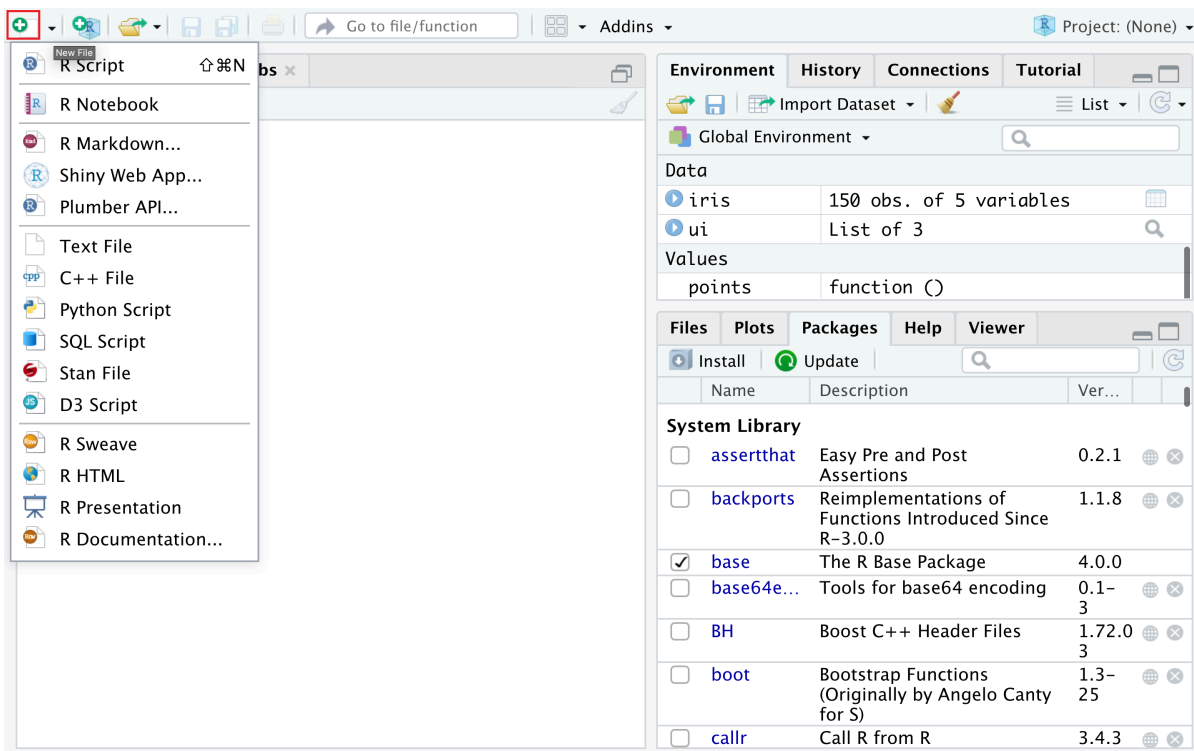 Go to file/function
Addins
Project: (None)
New File
R Script ⇧⌘N
R Notebook
R Markdown...
Shiny Web App...
Plumber API...
Text File
C++ File
Python Script
SQL Script
Stan File
D3 Script
R Sweave
R HTML
R Presentation
R Documentation...
bs
Environment History Connections Tutorial
Import Dataset List
Global Environment
Data
iris 150 obs. of 5 variables
ui List of 3
Values
points function ()
Files Plots Packages Help Viewer
Install Update
Name Description Ver...
System Library
assertthat Easy Pre and Post 0.2.1
Assertions
backports Reimplementations of 1.1.8
Functions Introduced Since
R-3.0.0
base The R Base Package 4.0.0
base64e... Tools for base64 encoding 0.1-
3
BH Boost C++ Header Files 1.72.0
3
boot Bootstrap Functions 1.3-
(Originally by Angelo Canty 25
for S)
callr Call R from R 3.4.3